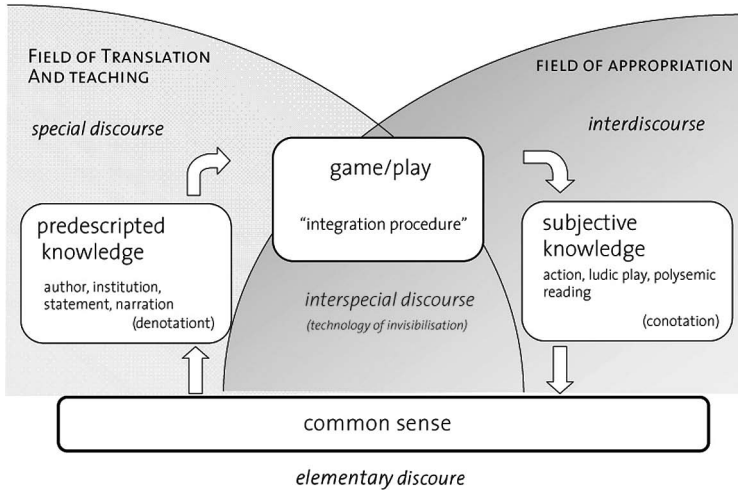 FIELD OF TRANSLATION
AND TEACHING
special discourse
FIELD OF APPROPRIATION
interdiscourse
game/play
"integration procedure"
predescripted
knowledge
author, institution,
statement, narration
(denotationt)
subjective
knowledge
action, ludic play, polysemic
reading
(conotation)
interspecial discourse
(technology of invisibilisation)
common sense
elementary discoure